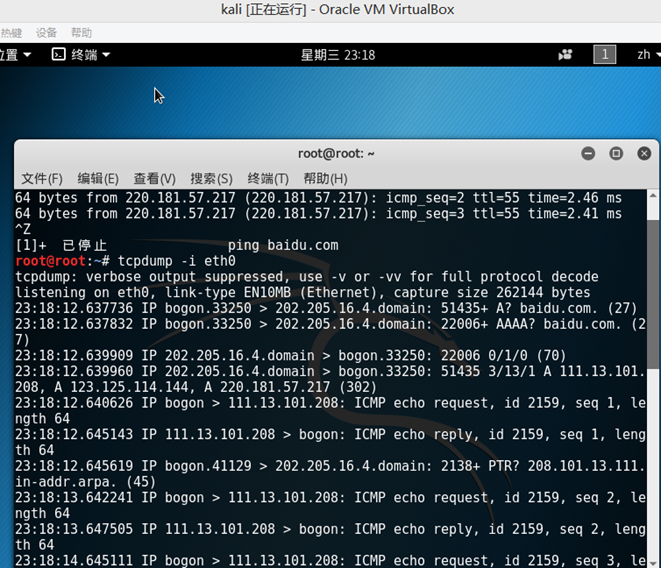 kali [正在运行] - Oracle VM VirtualBox
热键 设备 帮助
位置 终端 星期三 23:18 1 zh
root@root: ~
文件(F) 编辑(E) 查看(V) 搜索(S) 终端(T) 帮助(H)
64 bytes from 220.181.57.217 (220.181.57.217): icmp_seq=2 ttl=55 time=2.46 ms
64 bytes from 220.181.57.217 (220.181.57.217): icmp_seq=3 ttl=55 time=2.41 ms
^Z
[1]+ 已停止 ping baidu.com
root@root:~# tcpdump -i eth0
tcpdump: verbose output suppressed, use -v or -vv for full protocol decode
listening on eth0, link-type EN10MB (Ethernet), capture size 262144 bytes
23:18:12.637736 IP bogon.33250 > 202.205.16.4.domain: 51435+ A? baidu.com. (27)
23:18:12.637832 IP bogon.33250 > 202.205.16.4.domain: 22006+ AAAA? baidu.com. (2
7)
23:18:12.639909 IP 202.205.16.4.domain > bogon.33250: 22006 0/1/0 (70)
23:18:12.639960 IP 202.205.16.4.domain > bogon.33250: 51435 3/13/1 A 111.13.101.
208, A 123.125.114.144, A 220.181.57.217 (302)
23:18:12.640626 IP bogon > 111.13.101.208: ICMP echo request, id 2159, seq 1, le
ngth 64
23:18:12.645143 IP 111.13.101.208 > bogon: ICMP echo reply, id 2159, seq 1, leng
th 64
23:18:12.645619 IP bogon.41129 > 202.205.16.4.domain: 2138+ PTR? 208.101.13.111.
in-addr.arpa. (45)
23:18:13.642241 IP bogon > 111.13.101.208: ICMP echo request, id 2159, seq 2, le
ngth 64
23:18:13.647505 IP 111.13.101.208 > bogon: ICMP echo reply, id 2159, seq 2, leng
th 64
23:18:14.645111 IP bogon > 111.13.101.208: ICMP echo request, id 2159, seq 3, le